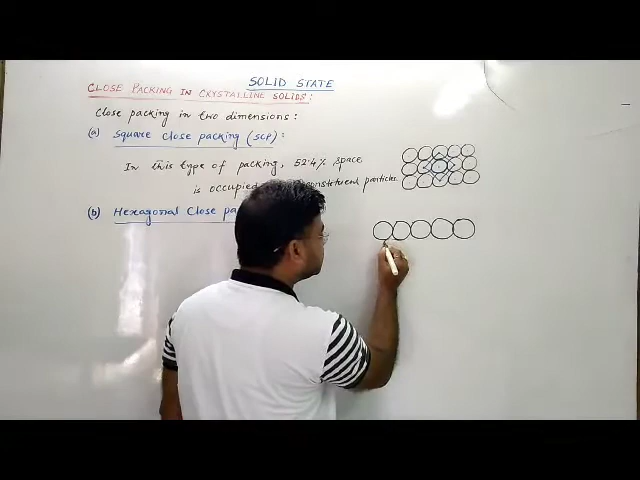 SOLID STATE
CLOSE PACKING IN CRYSTALLINE SOLIDS:
Close packing in two dimensions:
(a) Square close packing (SCP):
In this type of packing, 52.4% space
is occupied constituent particles.
(b) Hexagonal Close